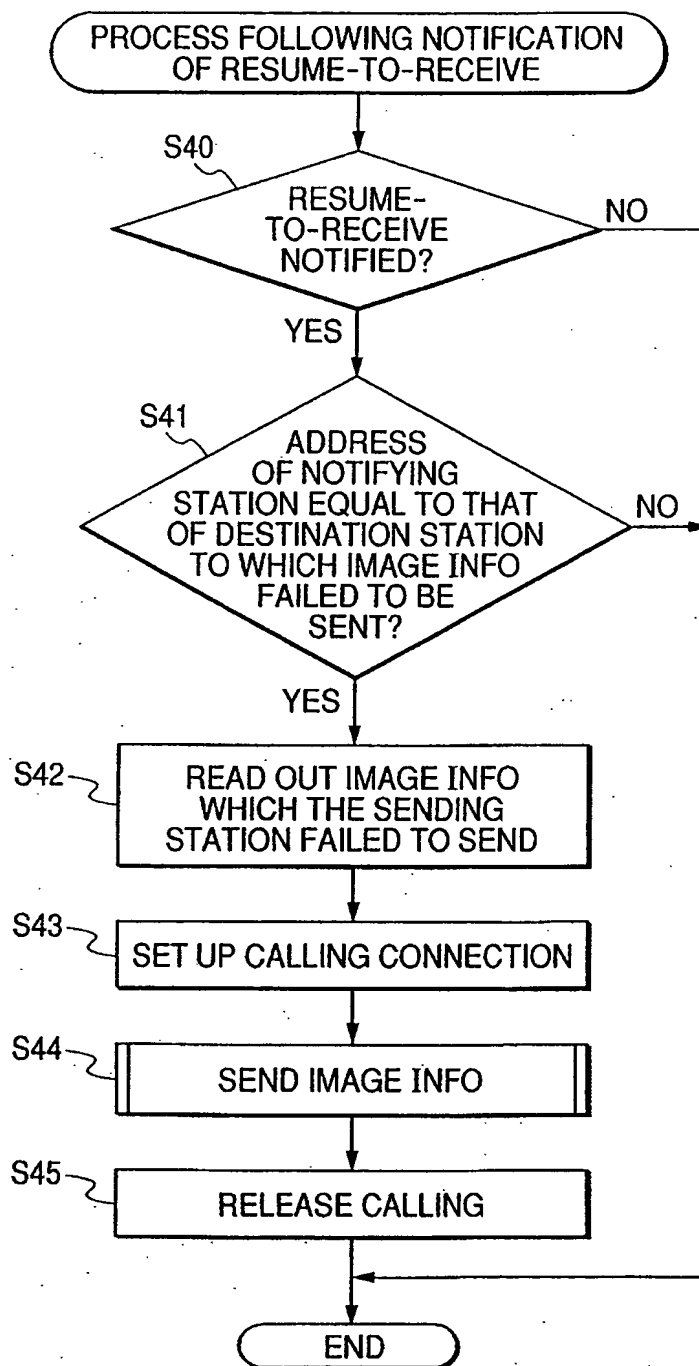 PROCESS FOLLOWING NOTIFICATION
OF RESUME-TO-RECEIVE
S40
RESUME-
TO-RECEIVE
NOTIFIED?
NO
YES
S41
ADDRESS
OF NOTIFYING
STATION EQUAL TO THAT
OF DESTINATION STATION
TO WHICH IMAGE INFO
FAILED TO BE
SENT?
NO
YES
S42
READ OUT IMAGE INFO
WHICH THE SENDING
STATION FAILED TO SEND
S43
SET UP CALLING CONNECTION
S44
SEND IMAGE INFO
S45
RELEASE CALLING
END